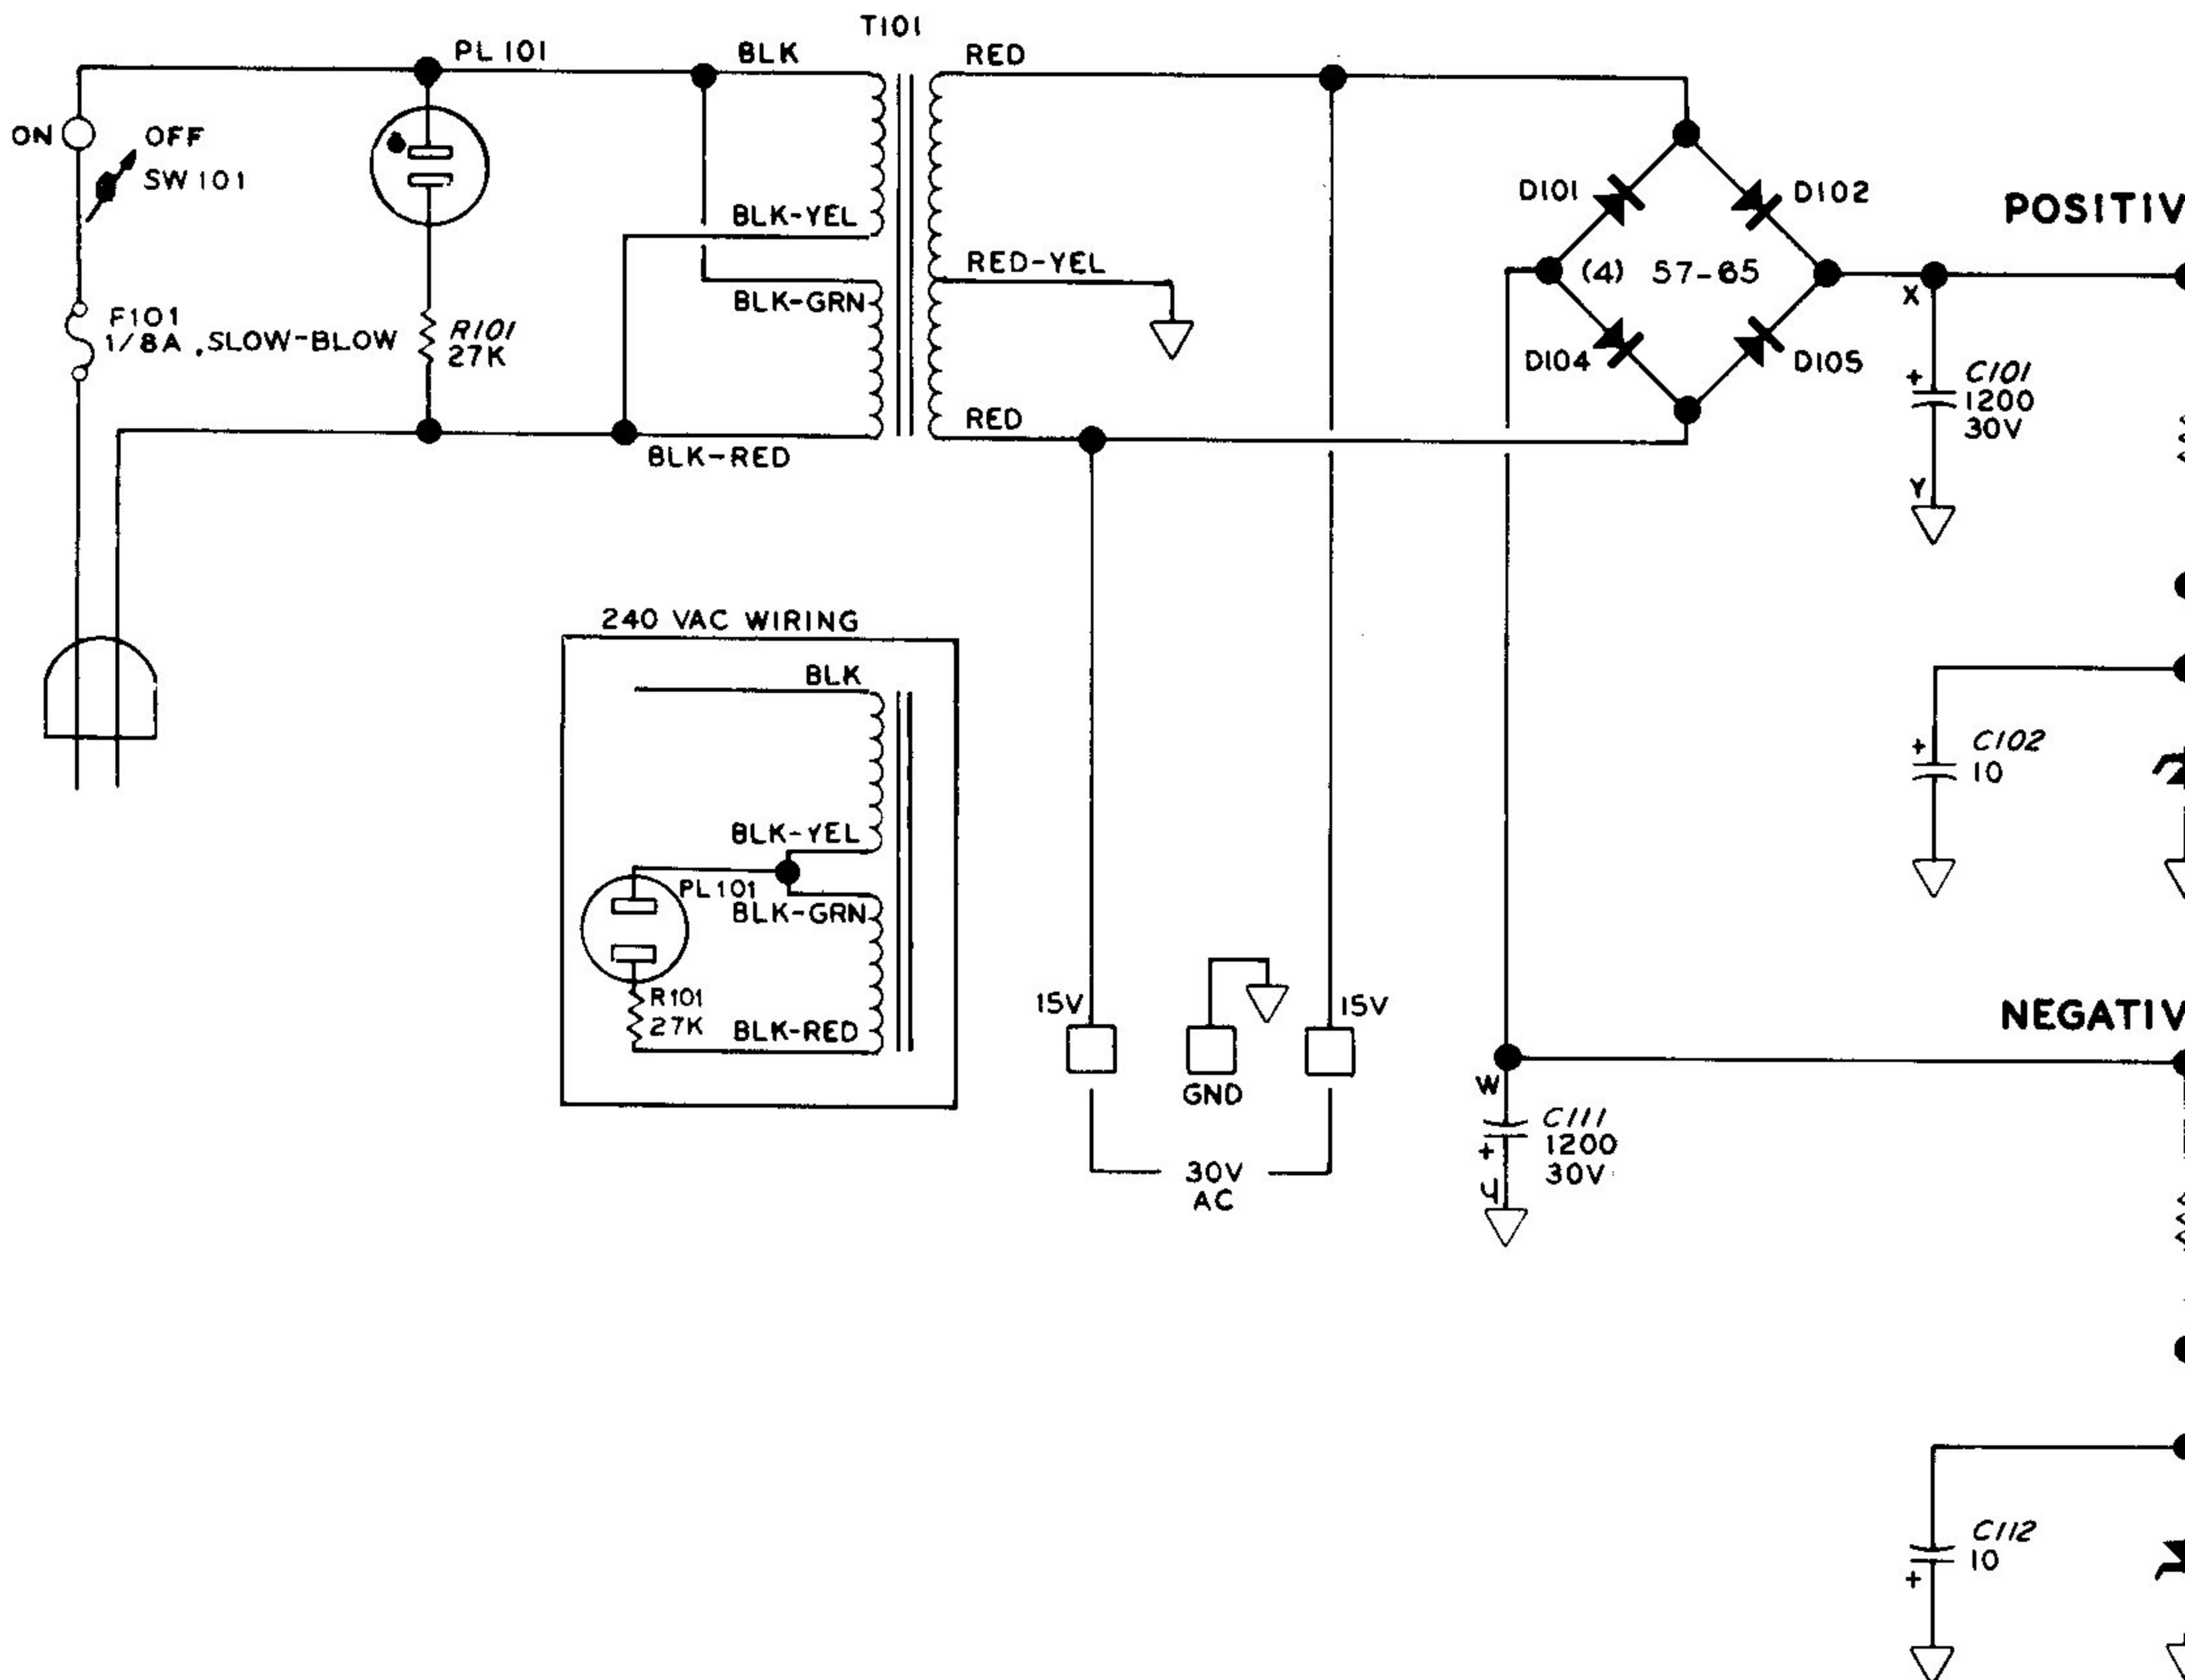 T101
PL 101
BLK
RED
ON
OFF
SW 101
D101
D102
POSITIV
BLK-YEL
RED-YEL
(4) 57-65
X
BLK-GRN
F101
1/8A, SLOW-BLOW
R101
27K
D104
D105
C101
1200
30V
RED
BLK-RED
Y
240 VAC WIRING
BLK
C102
10
BLK-YEL
PL 101
BLK-GRN
R101
27K
BLK-RED
15V
15V
GND
NEGATIV
W
C111
1200
30V
30V
AC
C112
10